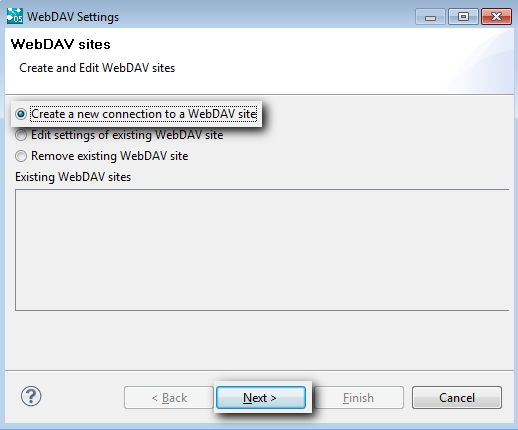 WebDAV Settings
WebDAV sites
Create and Edit WebDAV sites
Create a new connection to a WebDAV site
Edit settings of existing WebDAV site
Remove existing WebDAV site
Existing WebDAV sites
? < Back Next > Finish Cancel